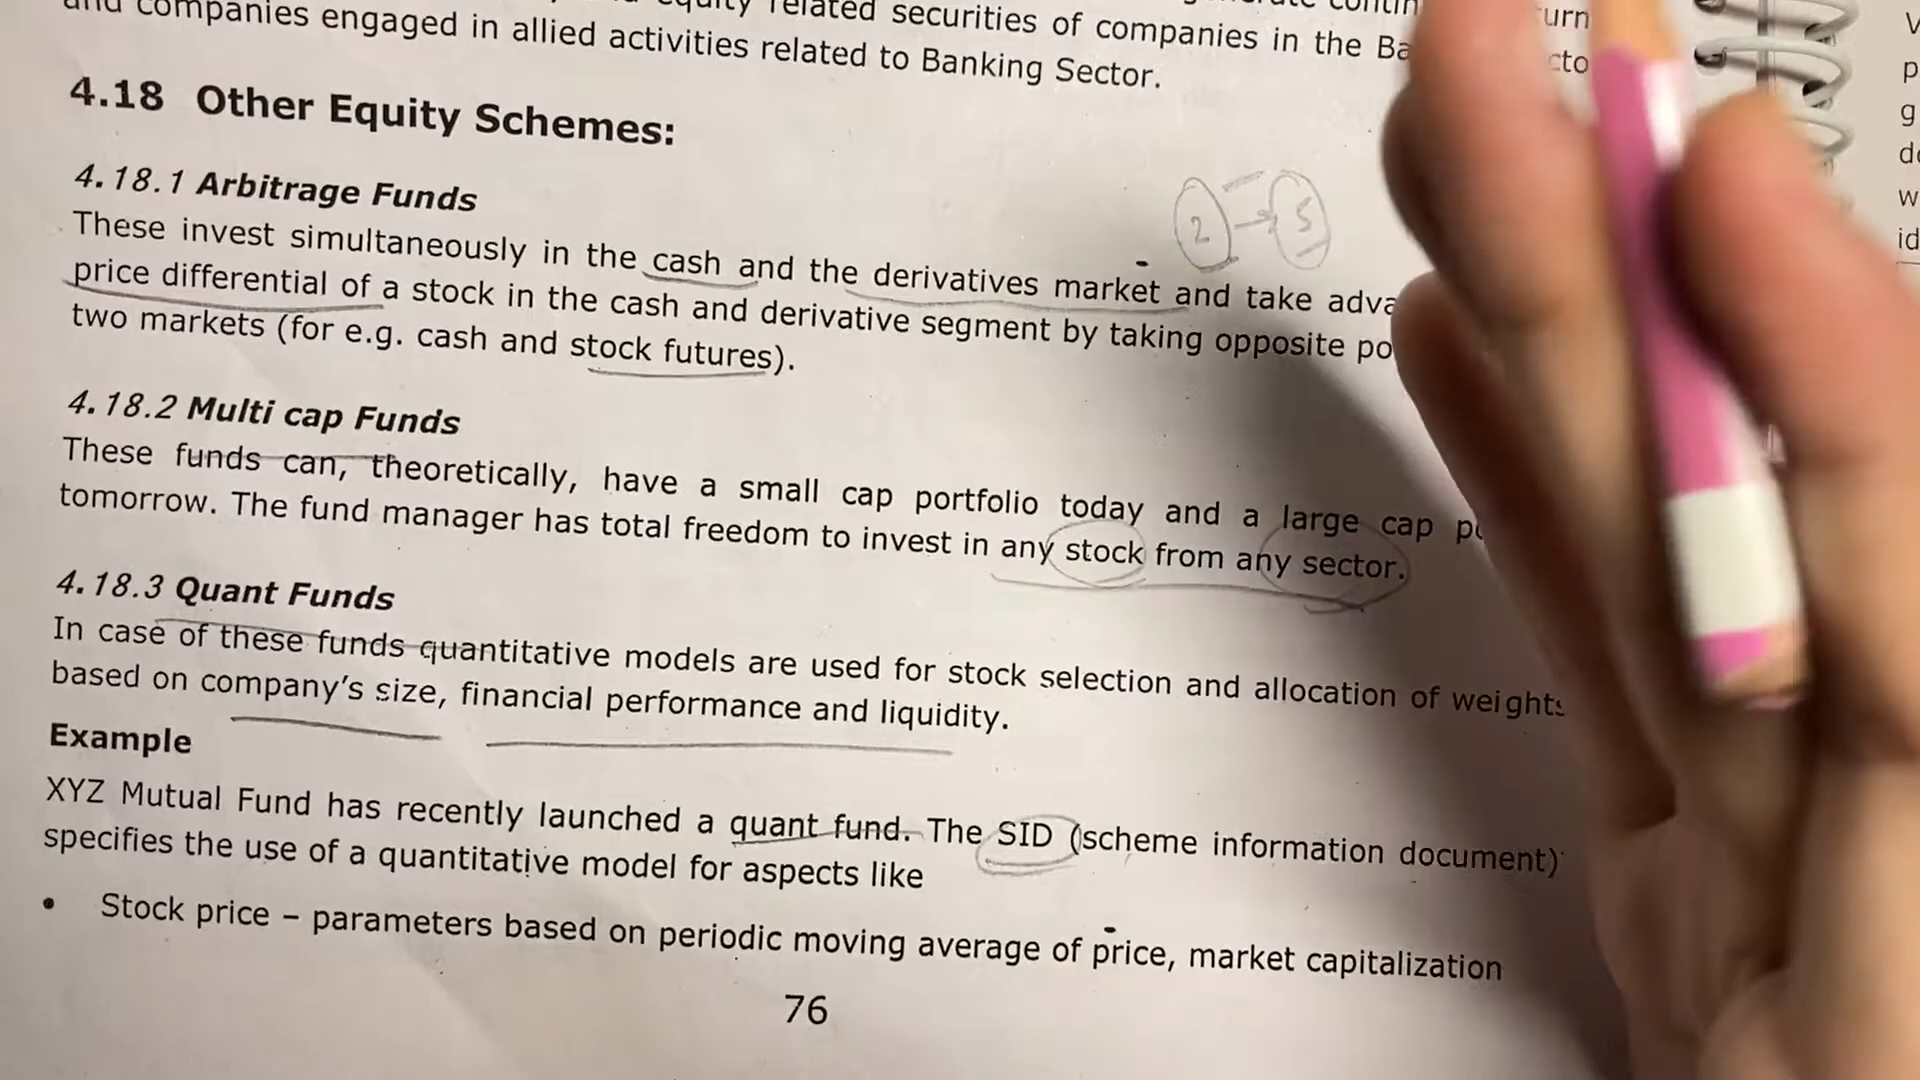 related securities of companies in the
companies engaged in allied activities related to Banking Sector.
4.18 Other Equity Schemes:
4.18.1 Arbitrage Funds
2 → 5
These invest simultaneously in the cash and the derivatives market and take
price differential of a stock in the cash and derivative segment by taking opposite
two markets (for e.g. cash and stock futures).
4.18.2 Multi cap Funds
These funds can, theoretically, have a small cap portfolio today and a large cap
tomorrow. The fund manager has total freedom to invest in any stock from any sector.
4.18.3 Quant Funds
In case of these funds quantitative models are used for stock selection and allocation of weights
based on company's size, financial performance and liquidity.
Example
XYZ Mutual Fund has recently launched a quant fund. The SID (scheme information document)
specifies the use of a quantitative model for aspects like
• Stock price – parameters based on periodic moving average of price, market capitalization
76